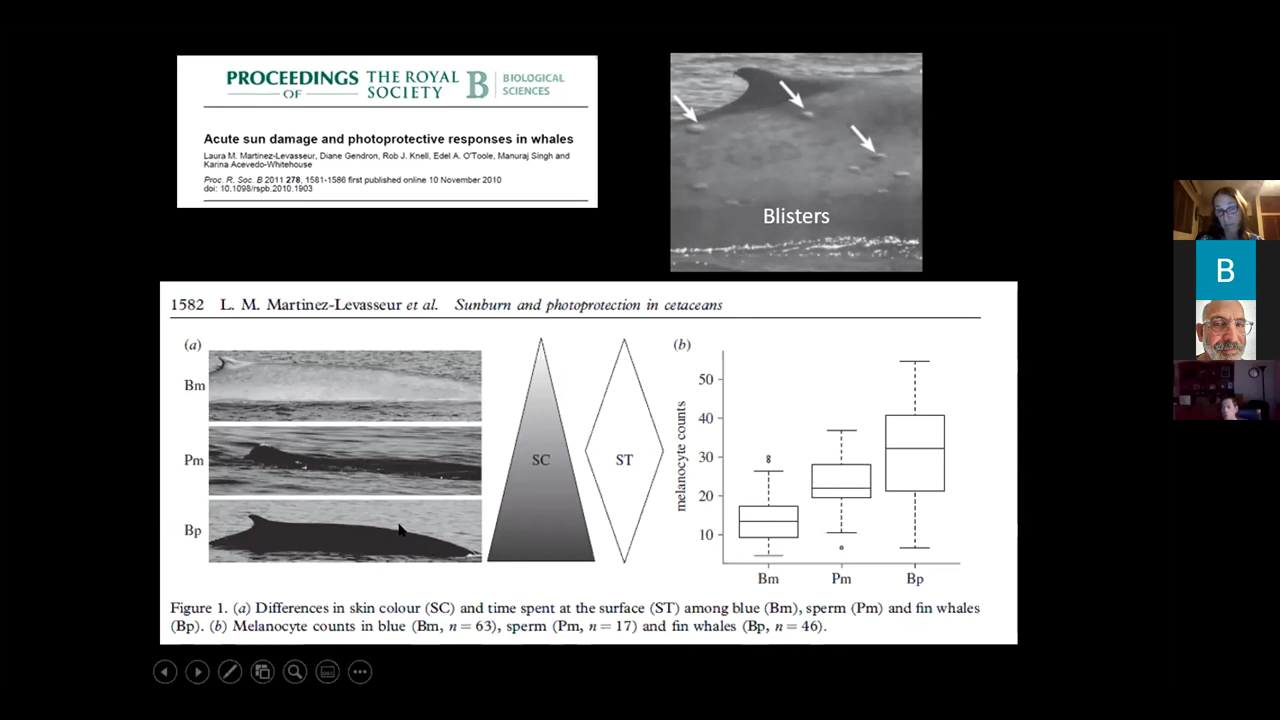 PROCEEDINGS THE ROYAL B BIOLOGICAL
OF SOCIETY SCIENCES
Acute sun damage and photoprotective responses in whales
Laura M. Martinez-Levasseur, Diane Gendron, Rob J. Knell, Edel A. O'Toole, Manuraj Singh and
Karina Acevedo-Whitehouse
Proc. R. Soc. B 2011 278, 1581-1586 first published online 10 November 2010
doi: 10.1098/rspb.2010.1903
Blisters
B
1582 L. M. Martinez-Levasseur et al. Sunburn and photoprotection in cetaceans
(a)
Bm
Pm
Bp
SC
ST
(b)
melanocyte counts
50
40
30
20
10
Bm Pm Bp
Figure 1. (a) Differences in skin colour (SC) and time spent at the surface (ST) among blue (Bm), sperm (Pm) and fin whales
(Bp). (b) Melanocyte counts in blue (Bm, n = 63), sperm (Pm, n = 17) and fin whales (Bp, n = 46).